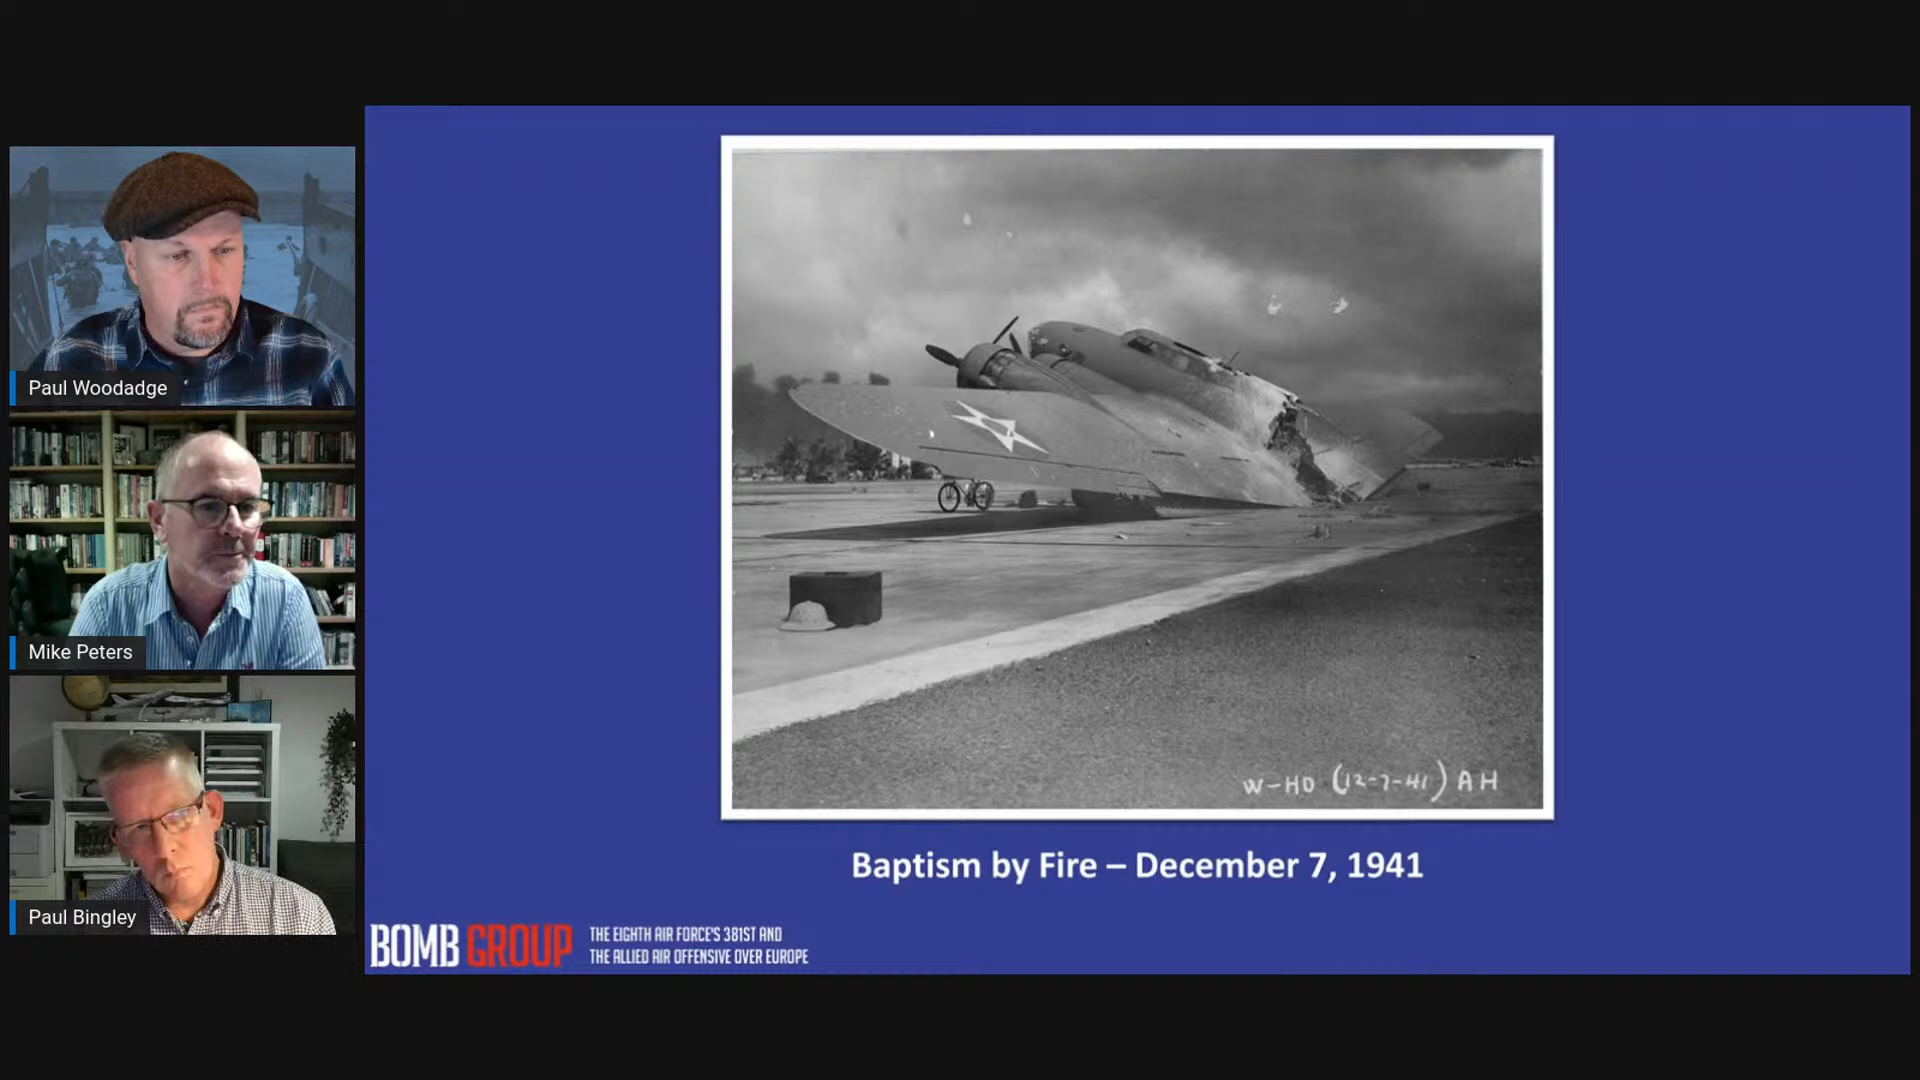 Paul Woodadge
Mike Peters
Paul Bingley
W-HO (12-7-41) AH
Baptism by Fire – December 7, 1941
BOMB GROUP
THE EIGHTH AIR FORCE'S 381ST AND
THE ALLIED AIR OFFENSIVE OVER EUROPE